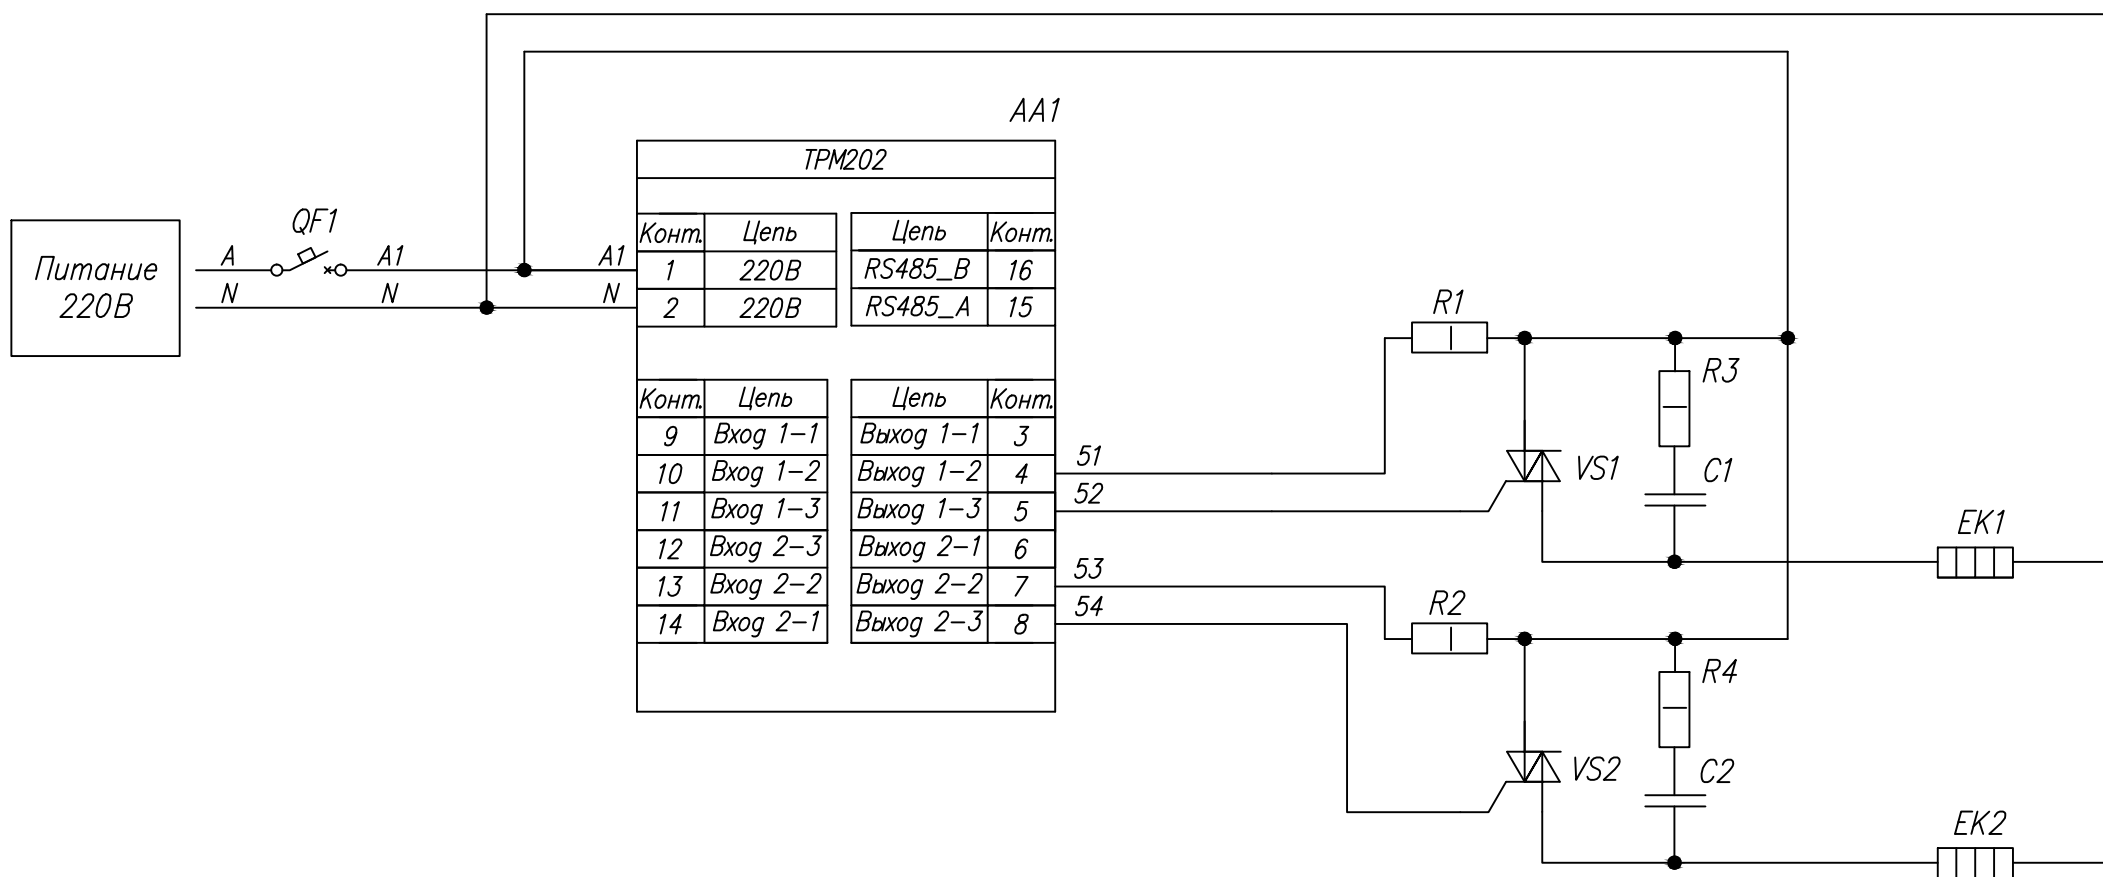 AA1
ТРМ202
Питание
220В
QF1
A
A1
A1
N
N
N
Конт.
Цепь
1
220В
2
220В
Цепь
Конт.
RS485_B
16
RS485_A
15
Конт.
Цепь
9
Вход 1-1
10
Вход 1-2
11
Вход 1-3
12
Вход 2-3
13
Вход 2-2
14
Вход 2-1
Цепь
Конт.
Выход 1-1
3
Выход 1-2
4
Выход 1-3
5
Выход 2-1
6
Выход 2-2
7
Выход 2-3
8
51
52
53
54
R1
R3
VS1
C1
EK1
R2
R4
VS2
C2
EK2